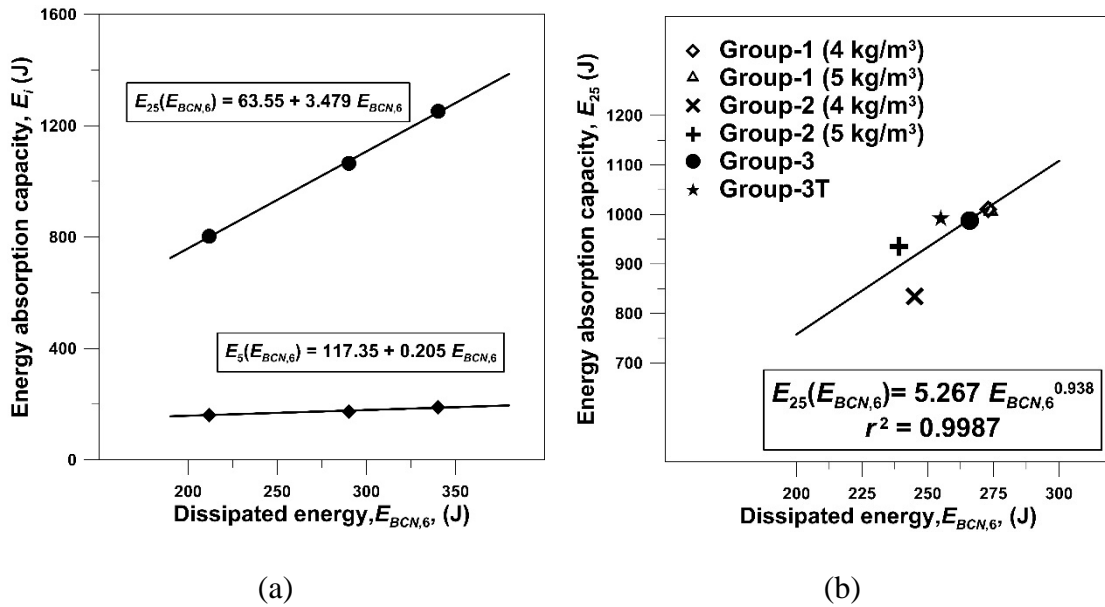 Energy absorption capacity, Ei (J)
1600
1200
800
400
0
E25(EBCN,6) = 63.55 + 3.479 EBCN,6
E5(EBCN,6) = 117.35 + 0.205 EBCN,6
200
250
300
350
Dissipated energy,EBCN,6, (J)
(a)
Energy absorption capacity, E25 (J)
1200
1100
1000
900
800
700
Group-1 (4 kg/m³)
Group-1 (5 kg/m³)
Group-2 (4 kg/m³)
Group-2 (5 kg/m³)
Group-3
Group-3T
E25(EBCN,6)= 5.267 EBCN,6^0.938
r² = 0.9987
200
225
250
275
300
Dissipated energy,EBCN,6, (J)
(b)